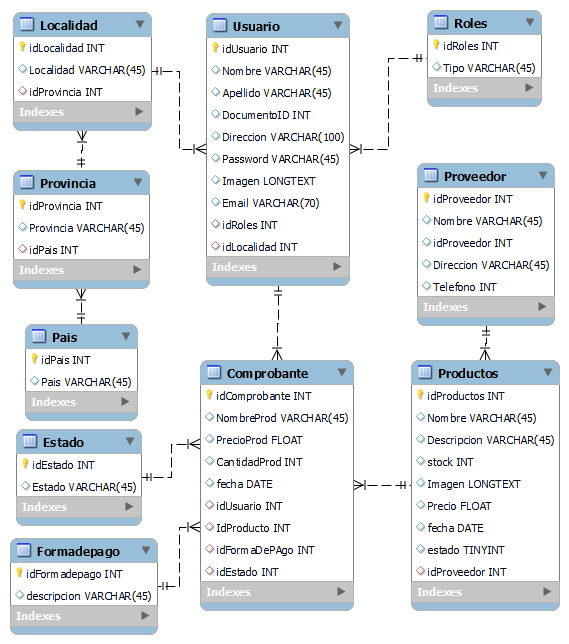 Localidad
idLocalidad INT
Localidad VARCHAR(45)
idProvincia INT
Indexes
Usuario
idUsuario INT
Nombre VARCHAR(45)
Apellido VARCHAR(45)
DocumentoID INT
Direccion VARCHAR(100)
Password VARCHAR(45)
Imagen LONGTEXT
Email VARCHAR(70)
idRoles INT
idLocalidad INT
Indexes
Roles
idRoles INT
Tipo VARCHAR(45)
Indexes
Provincia
idProvincia INT
Provincia VARCHAR(45)
idPais INT
Indexes
Proveedor
idProveedor INT
Nombre VARCHAR(45)
idProveedor INT
Direccion VARCHAR(45)
Telefono INT
Indexes
Pais
idPais INT
Pais VARCHAR(45)
Indexes
Comprobante
idComprobante INT
NombreProd VARCHAR(45)
PrecioProd FLOAT
CantidadProd INT
fecha DATE
idUsuario INT
IdProducto INT
idFormaDePAgo INT
idEstado INT
Indexes
Productos
idProductos INT
Nombre VARCHAR(45)
Descripcion VARCHAR(45)
stock INT
Imagen LONGTEXT
Precio FLOAT
fecha DATE
estado TINYINT
idProveedor INT
Indexes
Estado
idEstado INT
Estado VARCHAR(45)
Indexes
Formadepago
idFormadepago INT
descripcion VARCHAR(45)
Indexes